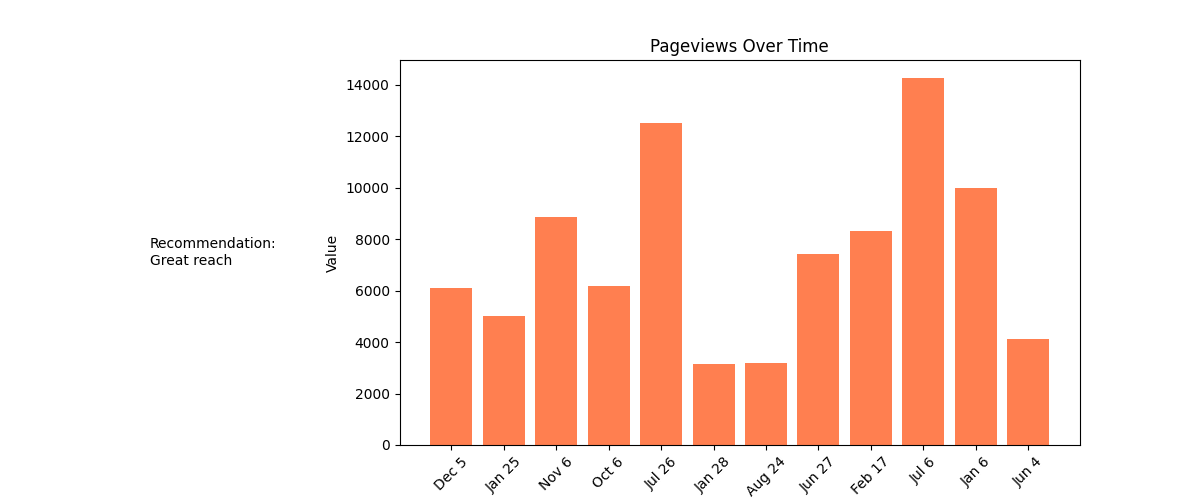 Pageviews Over Time
Recommendation:
Great reach
Value
14000
12000
10000
8000
6000
4000
2000
0
Dec 5
Jan 25
Nov 6
Oct 6
Jul 26
Jan 28
Aug 24
Jun 27
Feb 17
Jul 6
Jan 6
Jun 4